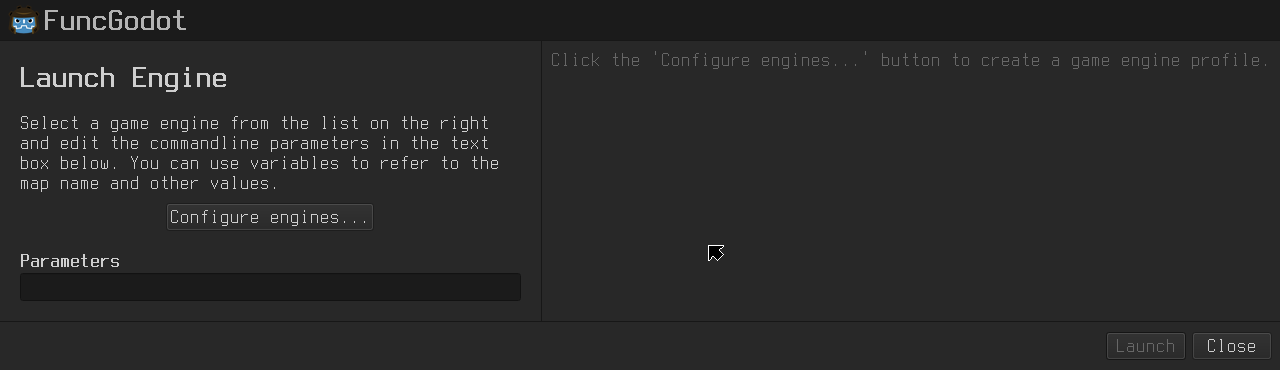 FuncGodot
Launch Engine
Select a game engine from the list on the right
and edit the commandline parameters in the text
box below. You can use variables to refer to the
map name and other values.
Configure engines...
Parameters
Click the 'Configure engines...' button to create a game engine profile.
Launch
Close